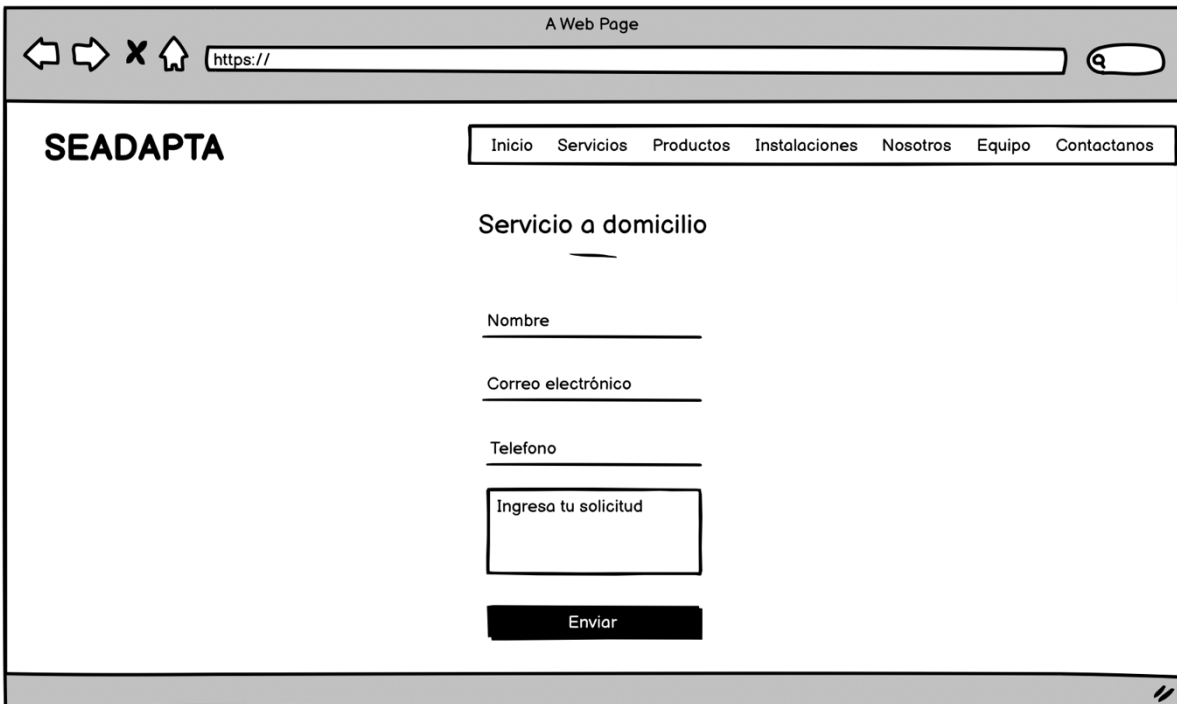 A Web Page
https://
SEADAPTA
Inicio Servicios Productos Instalaciones Nosotros Equipo Contactanos
Servicio a domicilio
Nombre
Correo electrónico
Telefono
Ingresa tu solicitud
Enviar